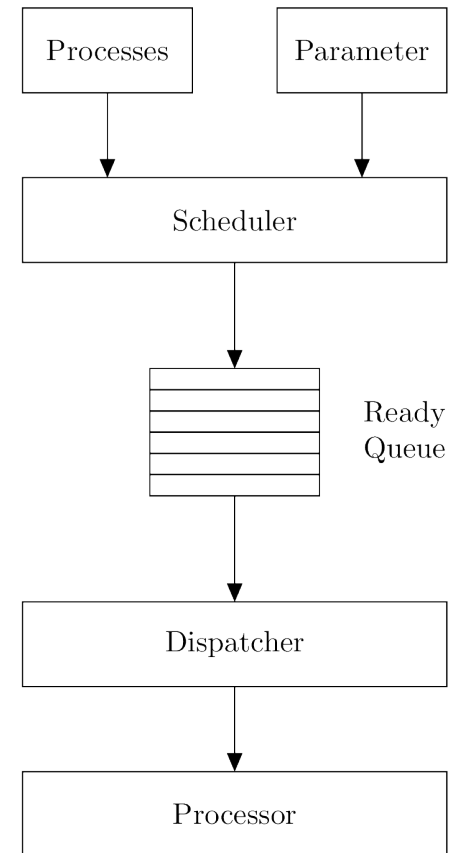 Processes
Parameter
Scheduler
Ready
Queue
Dispatcher
Processor